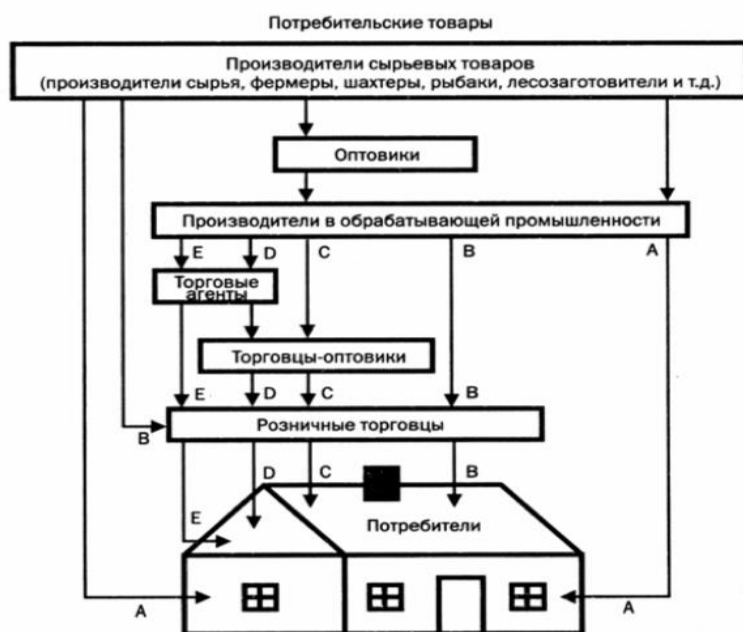 Потребительские товары
Производители сырьевых товаров
(производители сырья, фермеры, шахтеры, рыбаки, лесозаготовители и т.д.)
Оптовики
Производители в обрабатывающей промышленности
E D C B A
Торговые
агенты
Торговцы-оптовики
E D C B
Розничные торговцы
B
D C B
E
Потребители
A A